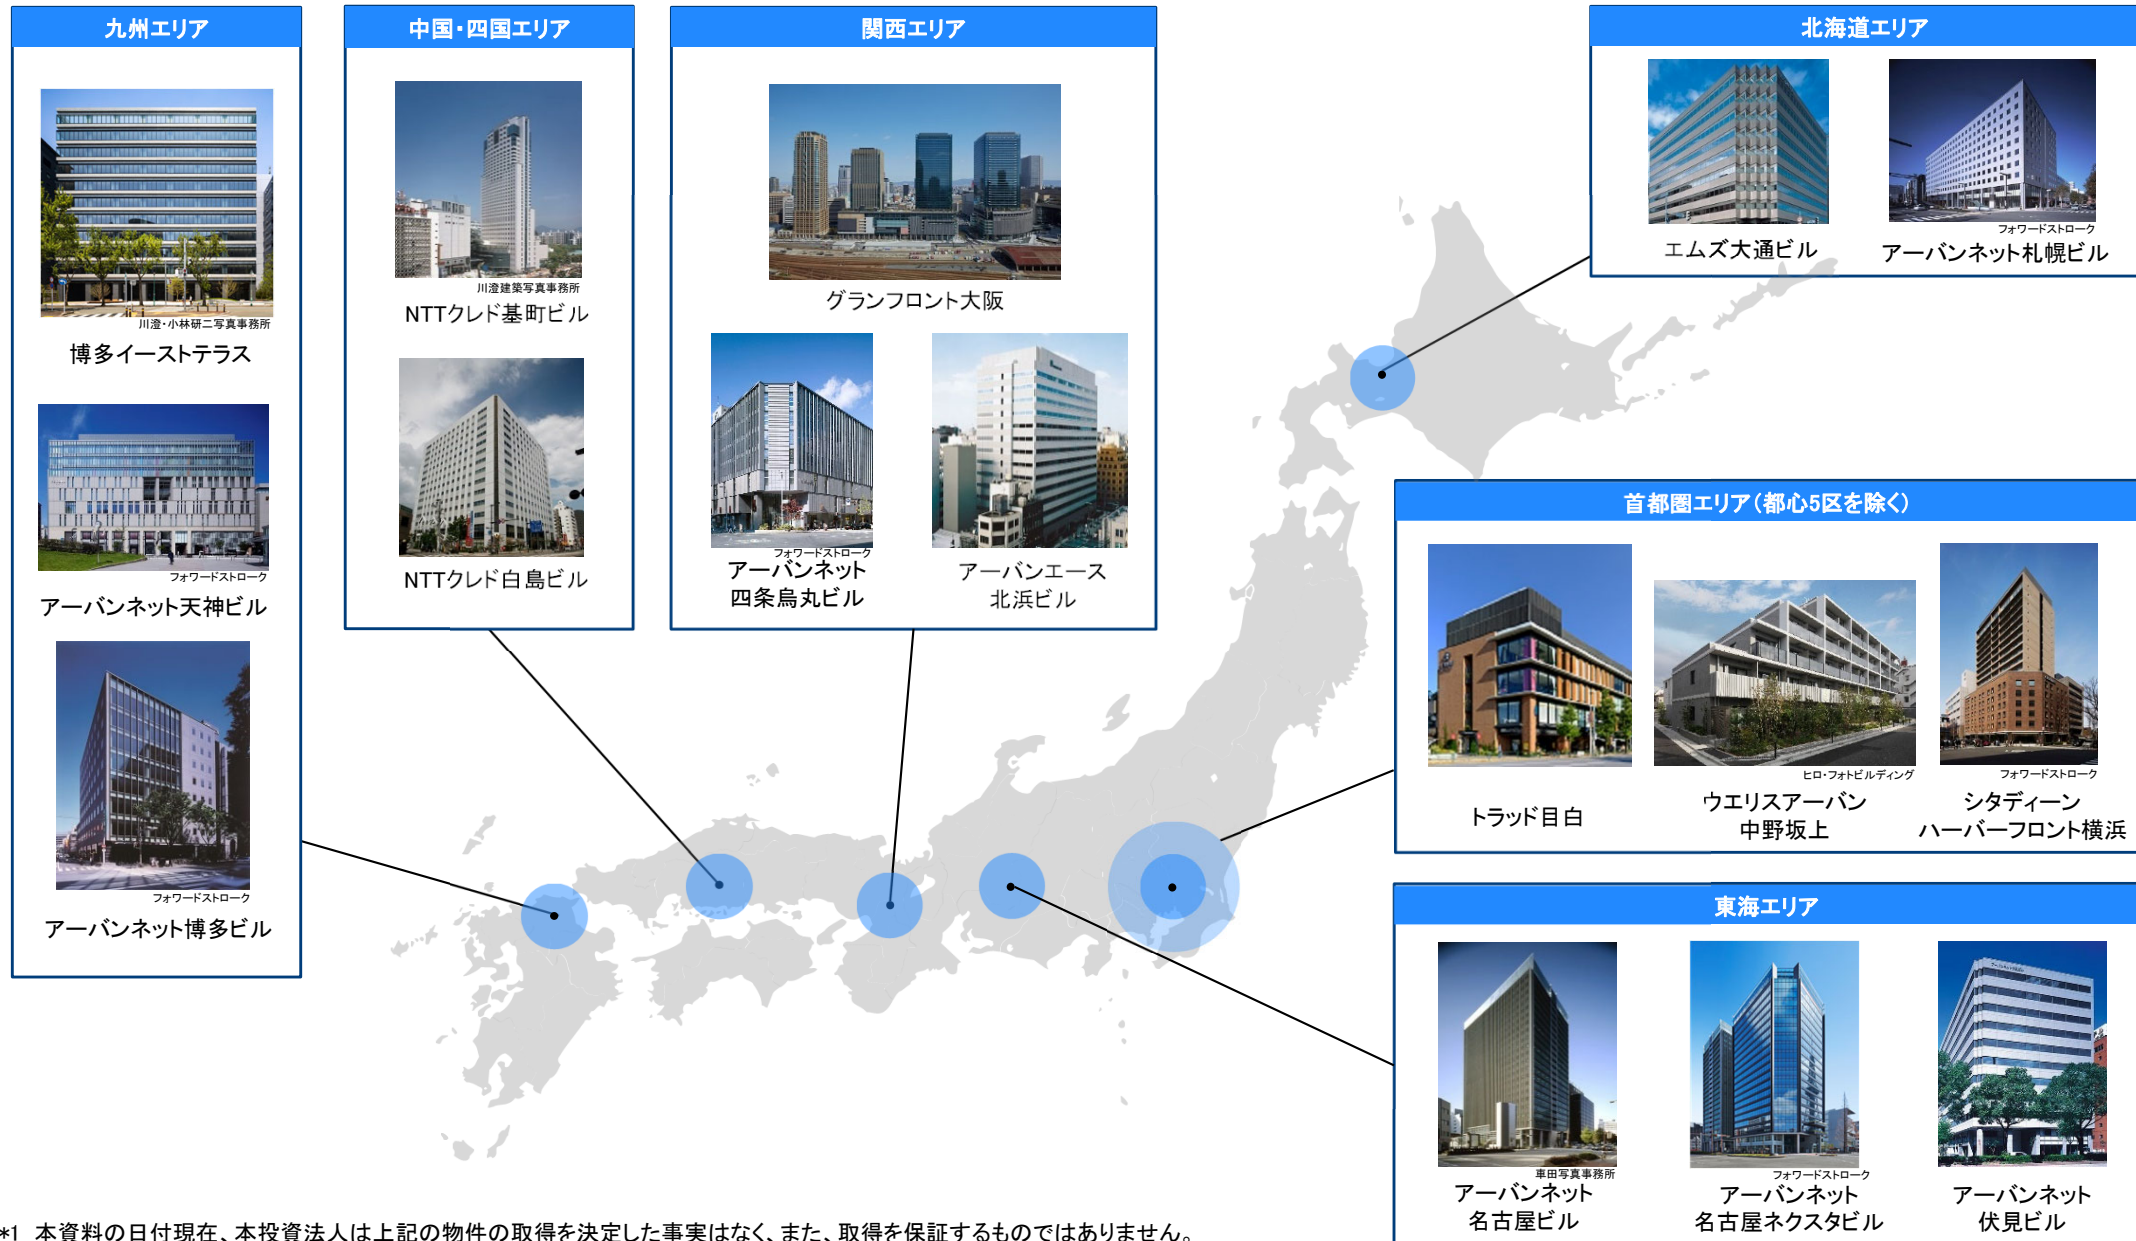 九州エリア
川澄・小林研二写真事務所
博多イーストテラス
フォワードストローク
アーバンネット天神ビル
フォワードストローク
アーバンネット博多ビル
中国・四国エリア
川澄建築写真事務所
NTTクレド基町ビル
NTTクレド白島ビル
関西エリア
グランフロント大阪
フォワードストローク
アーバンネット
四条烏丸ビル
アーバンエース
北浜ビル
北海道エリア
エムズ大通ビル
フォワードストローク
アーバンネット札幌ビル
首都圏エリア(都心5区を除く)
トラッド目白
ヒロ・フォトビルディング
ウエリスアーバン
中野坂上
フォワードストローク
シタディーン
ハーバーフロント横浜
東海エリア
車田写真事務所
アーバンネット
名古屋ビル
フォワードストローク
アーバンネット
名古屋ネクスタビル
アーバンネット
伏見ビル
*1 本資料の日付現在、本投資法人は上記の物件の取得を決定した事実はなく、また、取得を保証するものではありません。